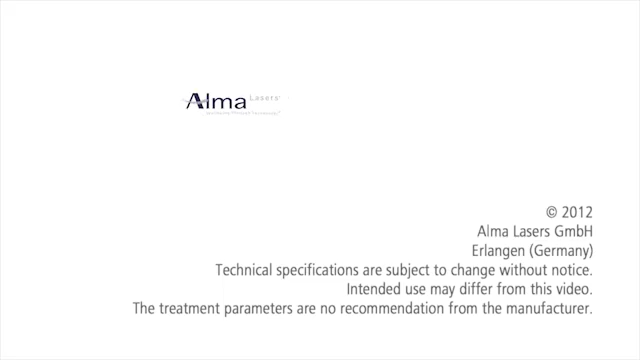 Alma Lasers
© 2012
Alma Lasers GmbH
Erlangen (Germany)
Technical specifications are subject to change without notice.
Intended use may differ from this video.
The treatment parameters are no recommendation from the manufacturer.